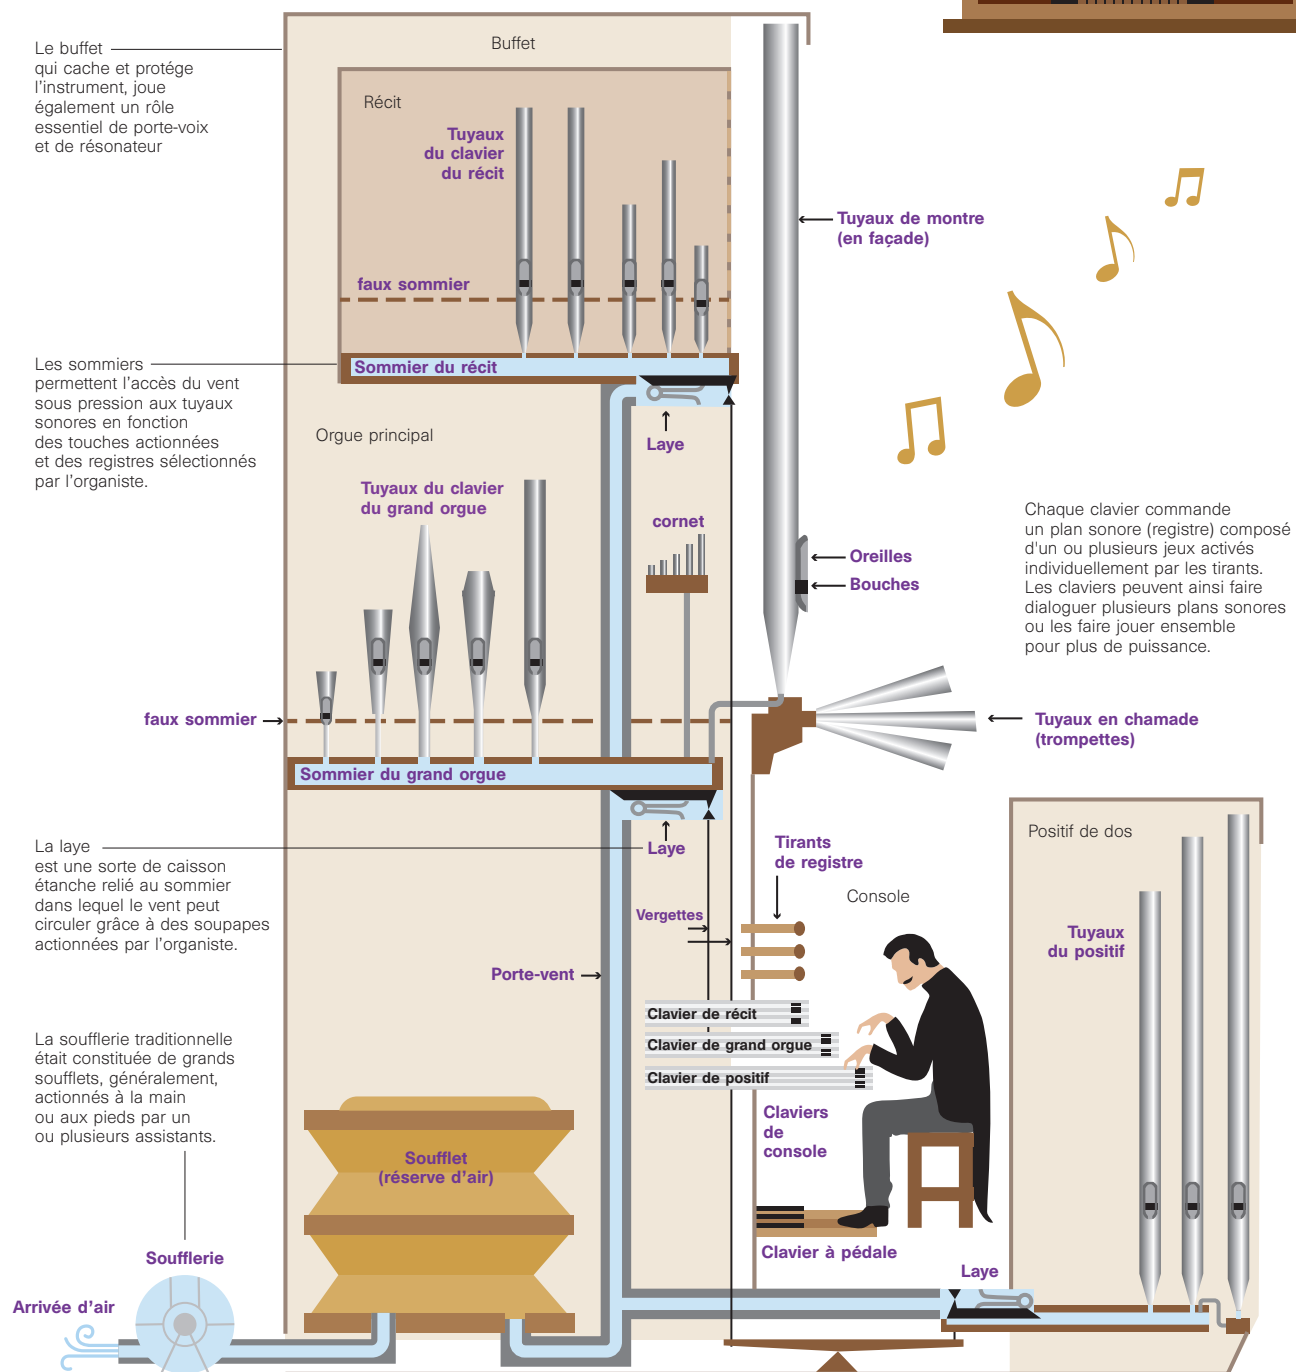 Le buffet
qui cache et protége
l'instrument, joue
également un rôle
essentiel de porte-voix
et de résonateur
Buffet
Récit
Tuyaux
du clavier
du récit
Tuyaux de montre
(en façade)
faux sommier
Les sommiers
permettent l'accès du vent
sous pression aux tuyaux
sonores en fonction
des touches actionnées
et des registres sélectionnés
par l'organiste.
Sommier du récit
Laye
Orgue principal
Tuyaux du clavier
du grand orgue
cornet
Oreilles
Bouches
Chaque clavier commande
un plan sonore (registre) composé
d'un ou plusieurs jeux activés
individuellement par les tirants.
Les claviers peuvent ainsi faire
dialoguer plusieurs plans sonores
ou les faire jouer ensemble
pour plus de puissance.
faux sommier
Tuyaux en chamade
(trompettes)
Sommier du grand orgue
La laye
est une sorte de caisson
étanche relié au sommier
dans lequel le vent peut
circuler grâce à des soupapes
actionnées par l'organiste.
Laye
Tirants
de registre
Console
Positif de dos
Vergettes
Tuyaux
du positif
Porte-vent
Clavier de récit
Clavier de grand orgue
Clavier de positif
La soufflerie traditionnelle
était constituée de grands
soufflets, généralement,
actionnés à la main
ou aux pieds par un
ou plusieurs assistants.
Claviers
de
console
Soufflet
(réserve d'air)
Soufflerie
Clavier à pédale
Laye
Arrivée d'air